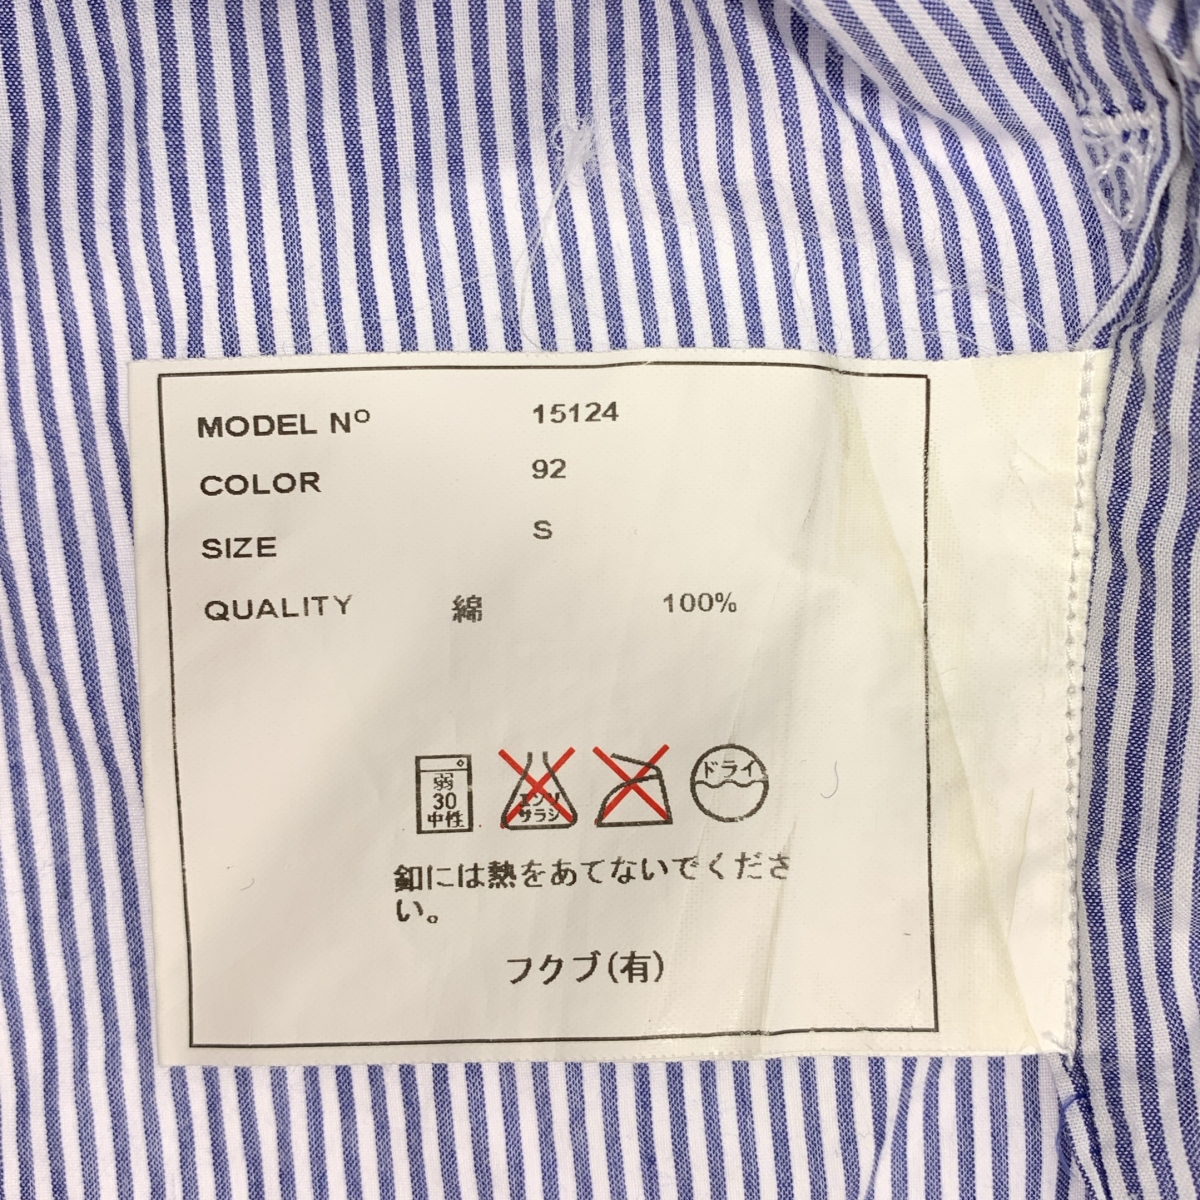 MODEL Nº 15124
COLOR 92
SIZE S
QUALITY 綿 100%
弱
30
中性
エンソ
サラシ
ドライ
釦には熱をあてないでくださ
い。
フクブ(有)